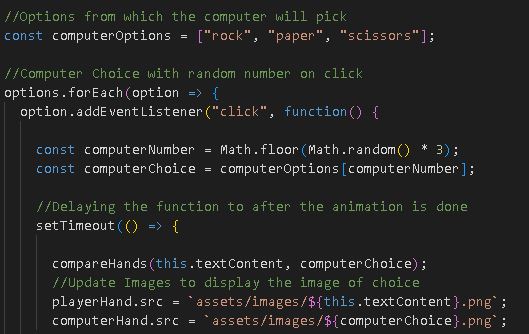 //Options from which the computer will pick
const computerOptions = ["rock", "paper", "scissors"];
//Computer Choice with random number on click
options.forEach(option => {
option.addEventListener("click", function() {
const computerNumber = Math.floor(Math.random() * 3);
const computerChoice = computerOptions[computerNumber];
//Delaying the function to after the animation is done
setTimeout(() => {
compareHands(this.textContent, computerChoice);
//Update Images to display the image of choice
playerHand.src = `assets/images/${this.textContent}.png`;
computerHand.src = `assets/images/${computerChoice}.png`;